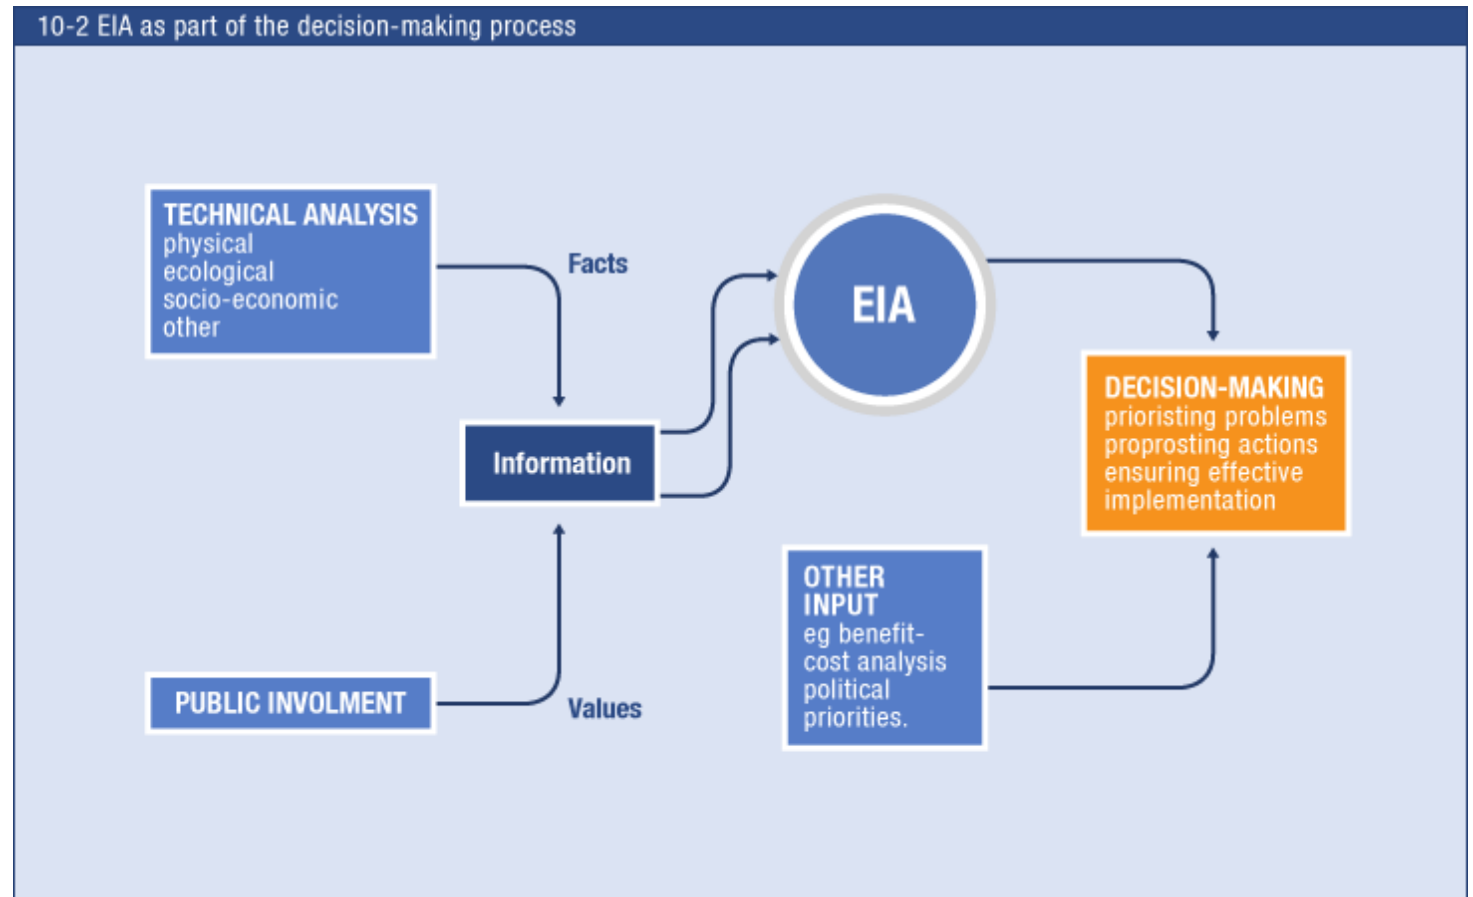 10-2 EIA as part of the decision-making process
TECHNICAL ANALYSIS
physical
ecological
socio-economic
other
Facts
EIA
Information
DECISION-MAKING
prioristing problems
proprosting actions
ensuring effective
implementation
OTHER
INPUT
eg benefit-
cost analysis
political
priorities.
PUBLIC INVOLMENT
Values